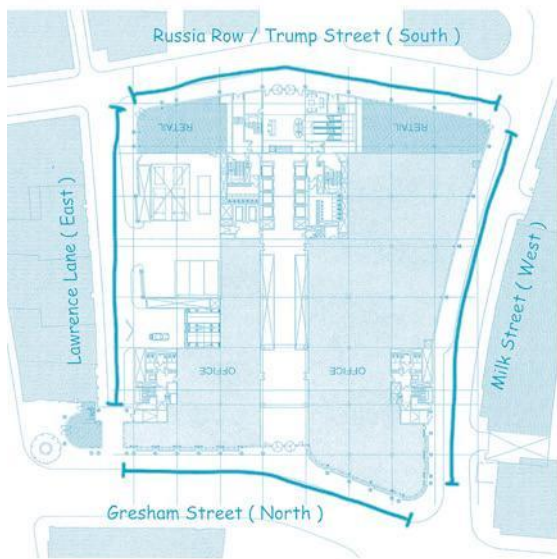 Russia Row / Trump Street ( South )
RETAIL
RETAIL
Lawrence Lane ( East )
Milk Street ( West )
OFFICE
OFFICE
Gresham Street ( North )